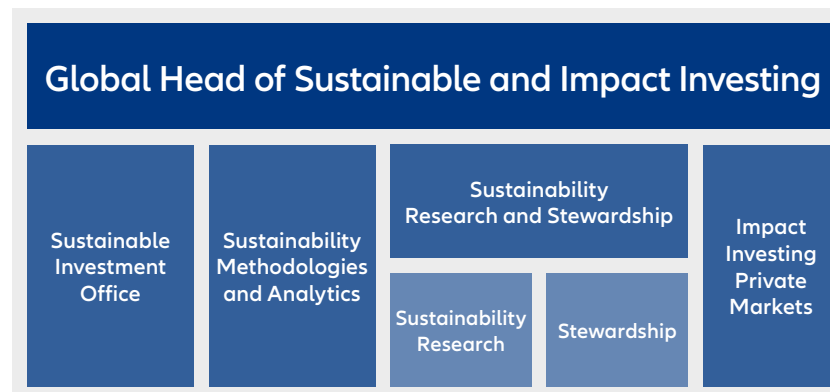 Global Head of Sustainable and Impact Investing
Sustainable
Investment
Office
Sustainability
Methodologies
and Analytics
Sustainability
Research and Stewardship
Sustainability
Research
Stewardship
Impact
Investing
Private
Markets